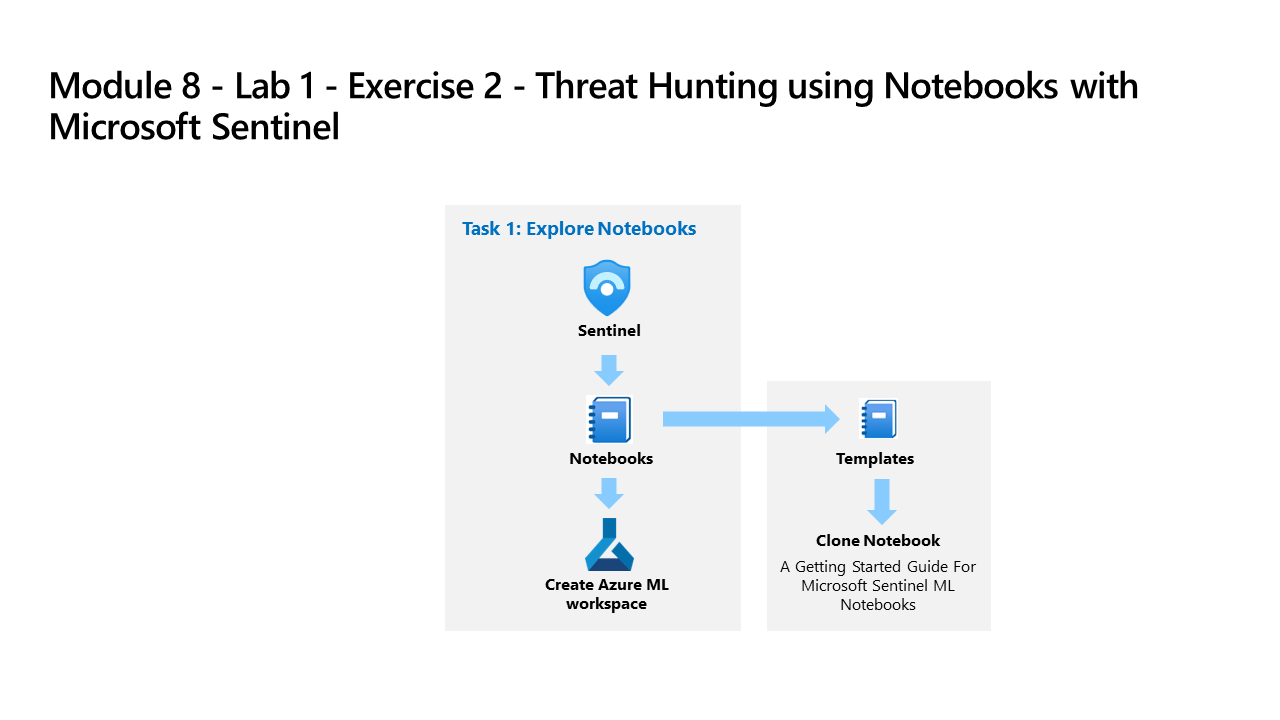 Module 8 - Lab 1 - Exercise 2 - Threat Hunting using Notebooks with
Microsoft Sentinel
Task 1: Explore Notebooks
Sentinel
Notebooks
Create Azure ML
workspace
Templates
Clone Notebook
A Getting Started Guide For
Microsoft Sentinel ML
Notebooks